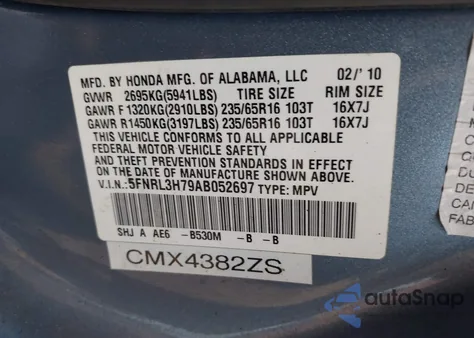 MFD. BY HONDA MFG. OF ALABAMA, LLC 02/'10
GVWR 2695KG(5941LBS) TIRE SIZE RIM SIZE
GAWR F 1320KG(2910LBS) 235/65R16 103T 16X7J
GAWR R1450KG(3197LBS) 235/65R16 103T 16X7J
THIS VEHICLE CONFORMS TO ALL APPLICABLE
FEDERAL MOTOR VEHICLE SAFETY
AND THEFT PREVENTION STANDARDS IN EFFECT
ON THE DATE OF MANUFACTURE SHOWN ABOVE.
V.I.N.: 5FNRL3H79AB052697 TYPE: MPV
SHJ A AE6 -B530M -B -B
CMX4382ZS
autoSnap